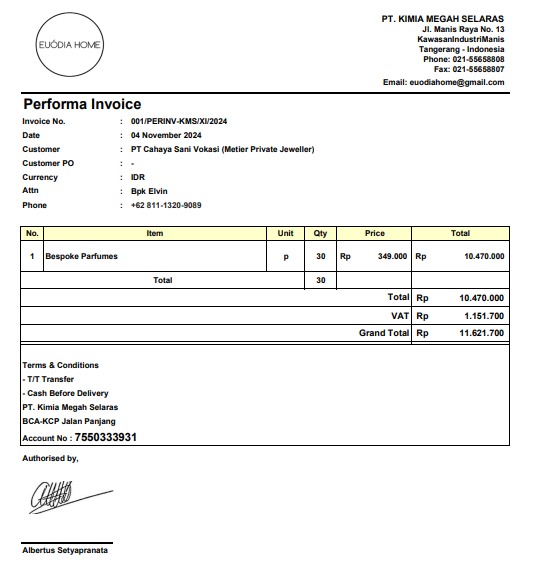 EUÓDIA HOME
PT. KIMIA MEGAH SELARAS
Jl. Manis Raya No. 13
KawasanIndustriManis
Tangerang - Indonesia
Phone: 021-55658808
Fax: 021-55658807
Email: euodiahome@gmail.com
Performa Invoice
Invoice No. : 001/PERINV-KMS/XI/2024
Date : 04 November 2024
Customer : PT Cahaya Sani Vokasi (Metier Private Jeweller)
Customer PO : -
Currency : IDR
Attn : Bpk Elvin
Phone : +62 811-1320-9089
No. Item Unit Qty Price Total
1 Bespoke Parfumes p 30 Rp 349.000 Rp 10.470.000
Total 30
Total Rp 10.470.000
VAT Rp 1.151.700
Grand Total Rp 11.621.700
Terms & Conditions
- T/T Transfer
- Cash Before Delivery
PT. Kimia Megah Selaras
BCA-KCP Jalan Panjang
Account No : 7550333931
Authorised by,
Albertus Setyapranata